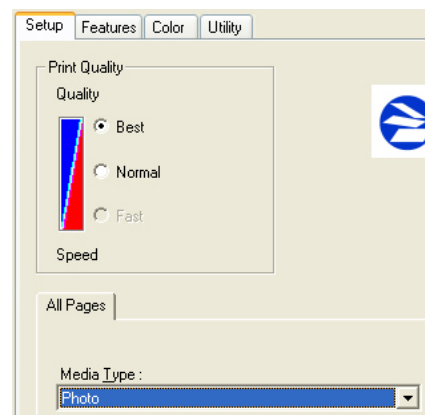 Setup Features Color Utility
Print Quality
Quality
Best
Normal
Fast
Speed
All Pages
Media Type :
Photo